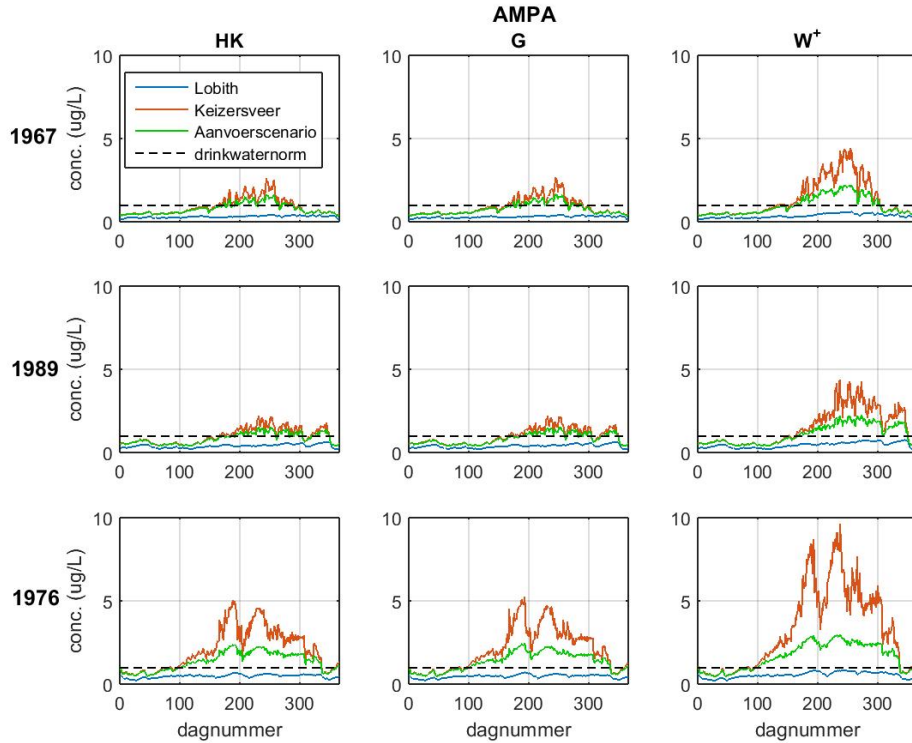 AMPA
HK G W+
1967 conc. (ug/L) 10 5 0
Lobith
Keizersveer
Aanvoerscenario
drinkwaternorm
10 5 0
10 5 0
0 100 200 300
0 100 200 300
0 100 200 300
1989 conc. (ug/L) 10 5 0
10 5 0
10 5 0
0 100 200 300
0 100 200 300
0 100 200 300
1976 conc. (ug/L) 10 5 0
10 5 0
10 5 0
0 100 200 300
0 100 200 300
0 100 200 300
dagnummer dagnummer dagnummer